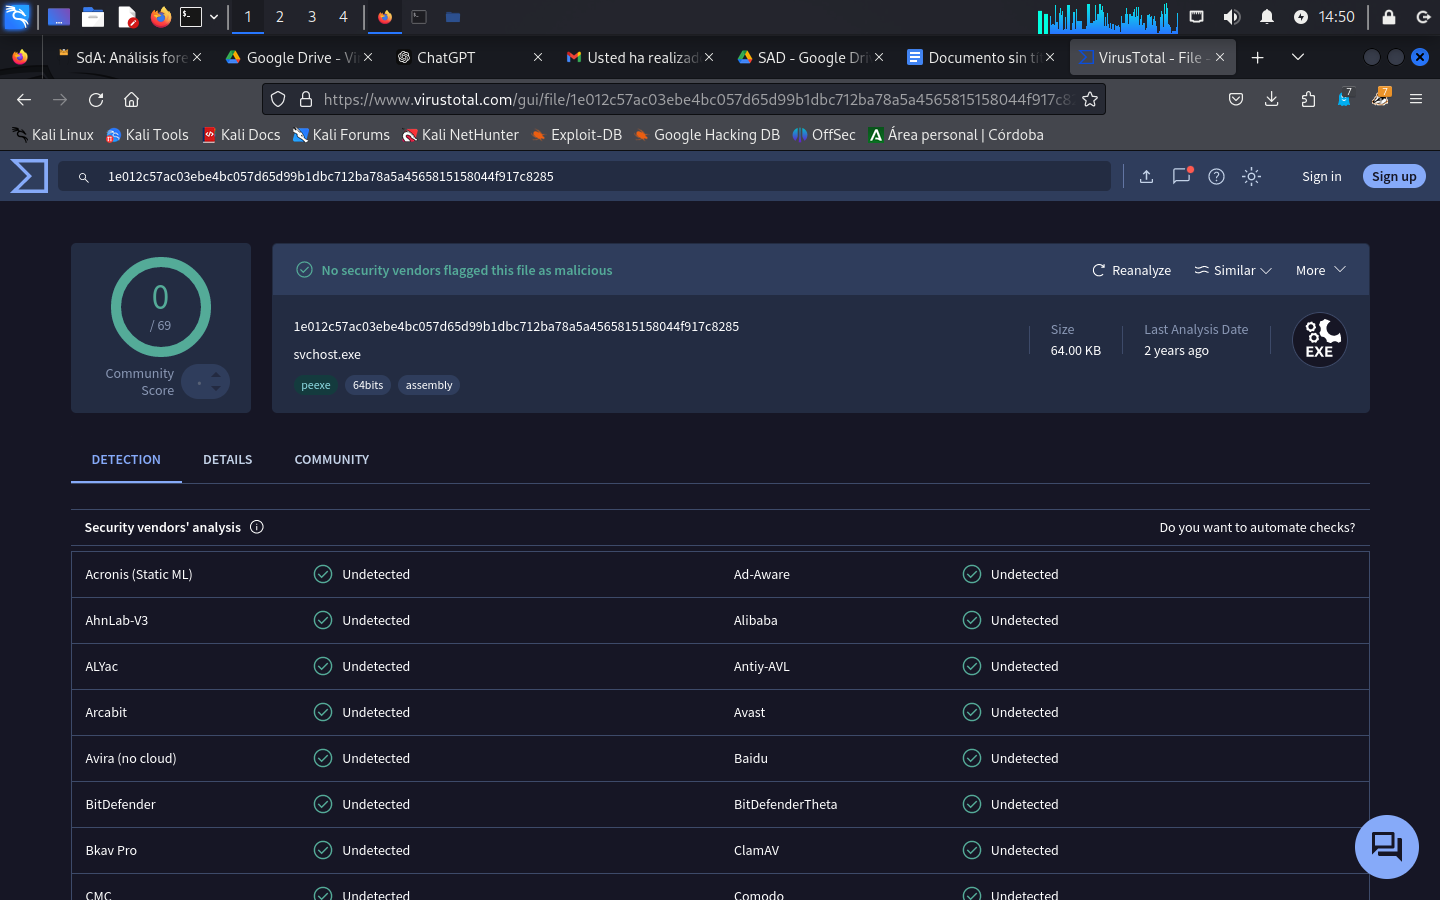 1 2 3 4 14:50
SdA: Análisis fore Google Drive - Vi ChatGPT Usted ha realizad SAD - Google Dri Documento sin tí VirusTotal - File -
https://www.virustotal.com/gui/file/1e012c57ac03ebe4bc057d65d99b1dbc712ba78a5a4565815158044f917c8 7 7
Kali Linux Kali Tools Kali Docs Kali Forums Kali NetHunter Exploit-DB Google Hacking DB OffSec Área personal | Córdoba
1e012c57ac03ebe4bc057d65d99b1dbc712ba78a5a4565815158044f917c8285 Sign in Sign up
0
/ 69
Community
Score
No security vendors flagged this file as malicious Reanalyze Similar More
1e012c57ac03ebe4bc057d65d99b1dbc712ba78a5a4565815158044f917c8285
svchost.exe
peexe 64bits assembly
Size
64.00 KB
Last Analysis Date
2 years ago
EXE
DETECTION DETAILS COMMUNITY
Security vendors' analysis Do you want to automate checks?
Acronis (Static ML) Undetected Ad-Aware Undetected
AhnLab-V3 Undetected Alibaba Undetected
ALYac Undetected Antiy-AVL Undetected
Arcabit Undetected Avast Undetected
Avira (no cloud) Undetected Baidu Undetected
BitDefender Undetected BitDefenderTheta Undetected
Bkav Pro Undetected ClamAV Undetected
CMC Undetected Comodo Undetected